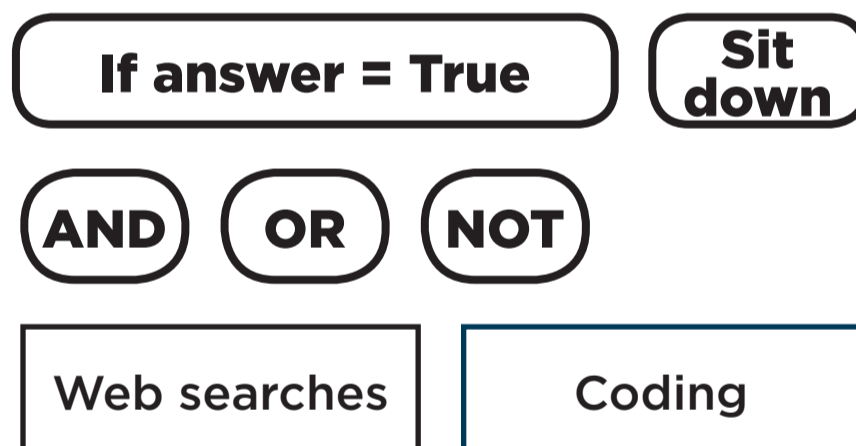 If answer = True
Sit
down
AND OR NOT
Web searches Coding